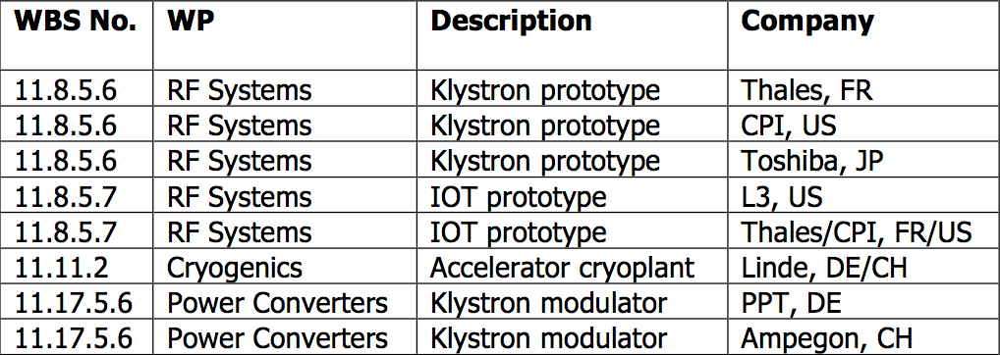 WBS No. WP Description Company
11.8.5.6 RF Systems Klystron prototype Thales, FR
11.8.5.6 RF Systems Klystron prototype CPI, US
11.8.5.6 RF Systems Klystron prototype Toshiba, JP
11.8.5.7 RF Systems IOT prototype L3, US
11.8.5.7 RF Systems IOT prototype Thales/CPI, FR/US
11.11.2 Cryogenics Accelerator cryoplant Linde, DE/CH
11.17.5.6 Power Converters Klystron modulator PPT, DE
11.17.5.6 Power Converters Klystron modulator Ampegon, CH